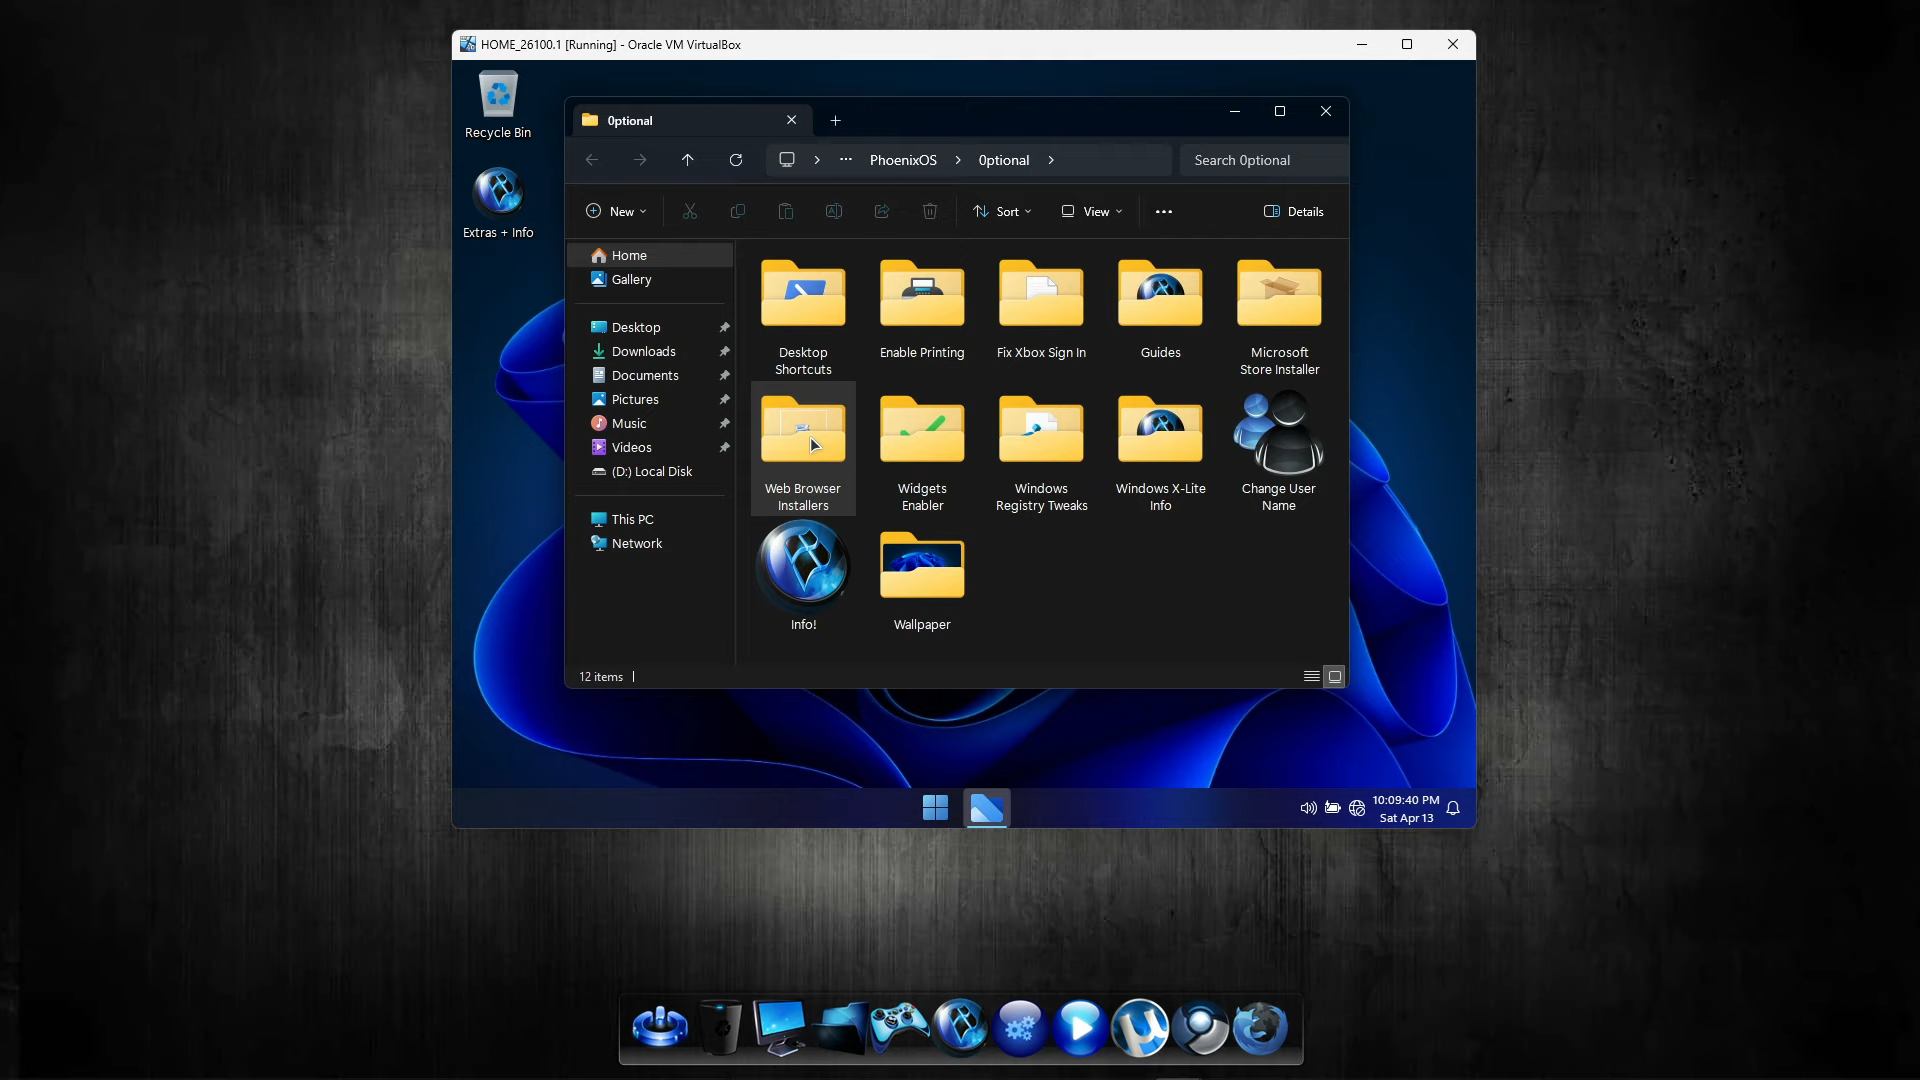 HOME_26100.1 [Running] - Oracle VM VirtualBox
Recycle Bin
Extras + Info
0ptional
PhoenixOS
0ptional
Search 0ptional
New
Sort
View
Details
Home
Gallery
Desktop
Downloads
Documents
Pictures
Music
Videos
(D:) Local Disk
This PC
Network
Desktop
Shortcuts
Enable Printing
Fix Xbox Sign In
Guides
Microsoft
Store Installer
Web Browser
Installers
Widgets
Enabler
Windows
Registry Tweaks
Windows X-Lite
Info
Change User
Name
Info!
Wallpaper
12 items
10:09:40 PM
Sat Apr 13